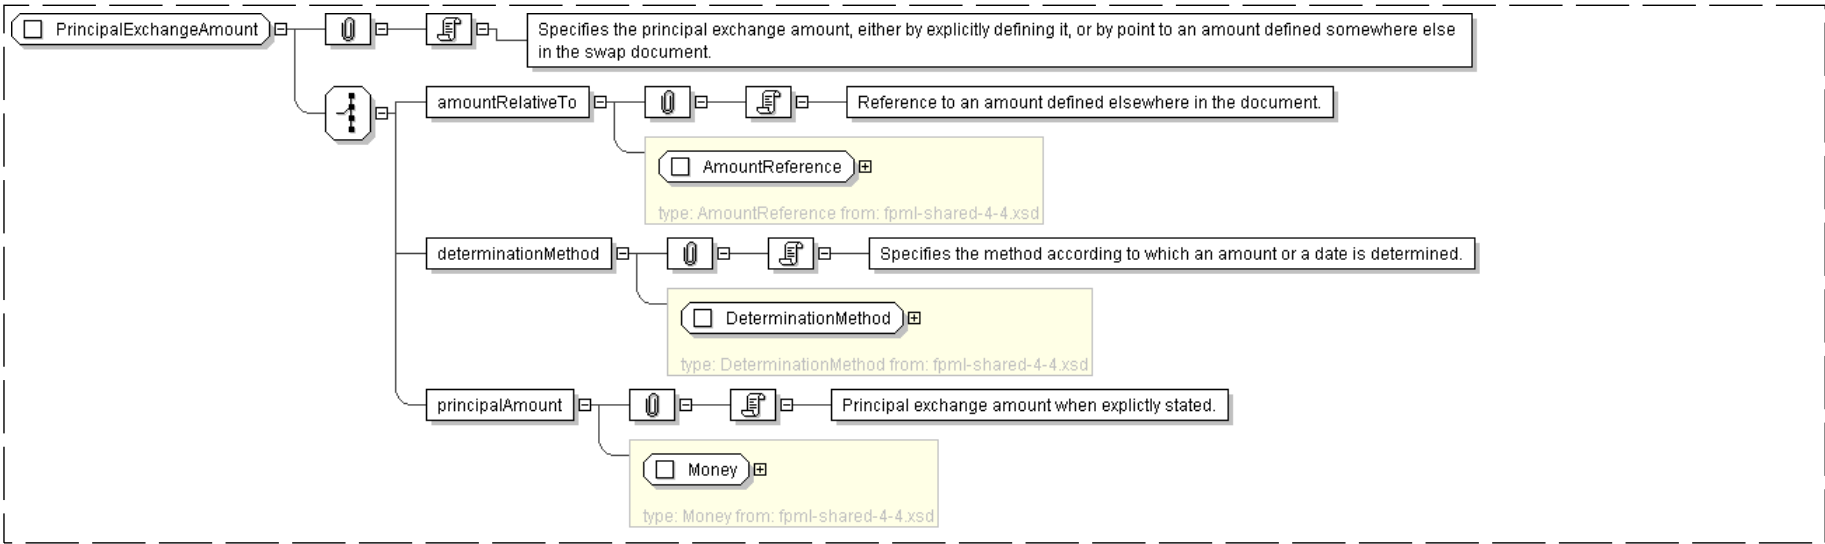 PrincipalExchangeAmount
Specifies the principal exchange amount, either by explicitly defining it, or by point to an amount defined somewhere else
in the swap document.
amountRelativeTo
Reference to an amount defined elsewhere in the document.
AmountReference
type: AmountReference from: fpml-shared-4-4.xsd
determinationMethod
Specifies the method according to which an amount or a date is determined.
DeterminationMethod
type: DeterminationMethod from: fpml-shared-4-4.xsd
principalAmount
Principal exchange amount when explictly stated.
Money
type: Money from: fpml-shared-4-4.xsd